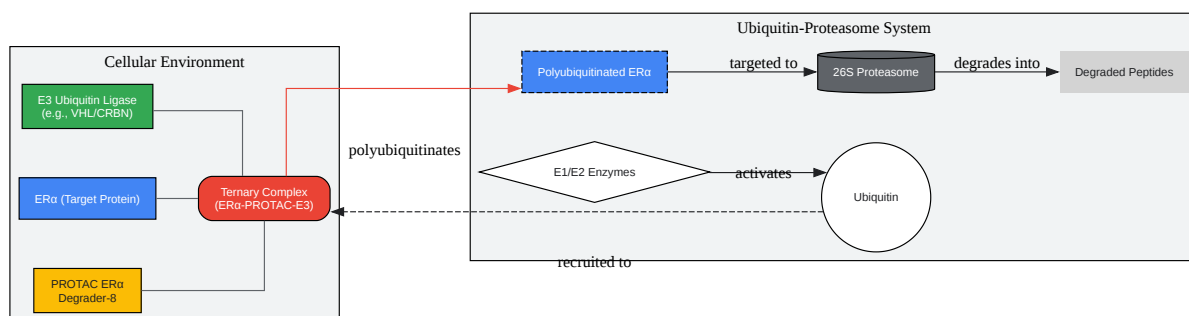 Cellular Environment
E3 Ubiquitin Ligase
(e.g., VHL/CRBN)
ERα (Target Protein)
PROTAC ERα
Degrader-8
Ternary Complex
(ERα-PROTAC-E3)
polyubiquitinates
Ubiquitin-Proteasome System
Polyubiquitinated ERα
targeted to
26S Proteasome
degrades into
Degraded Peptides
E1/E2 Enzymes
activates
Ubiquitin
recruited to